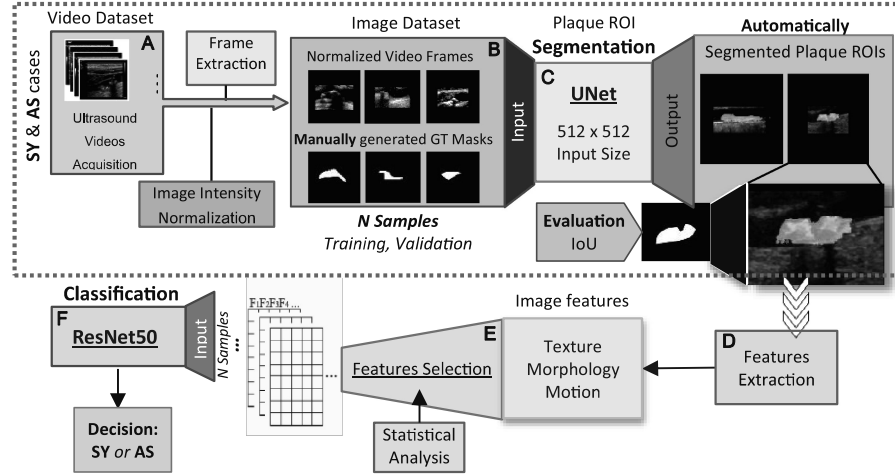 Video Dataset
A
SY & AS cases
Ultrasound
Videos
Acquisition
Frame
Extraction
Image Intensity
Normalization
Image Dataset
B
Normalized Video Frames
Manually generated GT Masks
N Samples
Training, Validation
Input
Plaque ROI
Segmentation
C
UNet
512 x 512
Input Size
Output
Automatically
Segmented Plaque ROIs
Evaluation
IoU
D
Features
Extraction
Image features
E
Texture
Morphology
Motion
Features Selection
Statistical
Analysis
F1F2F3F4 ...
...
N Samples ...
Input
Classification
F
ResNet50
Decision:
SY or AS